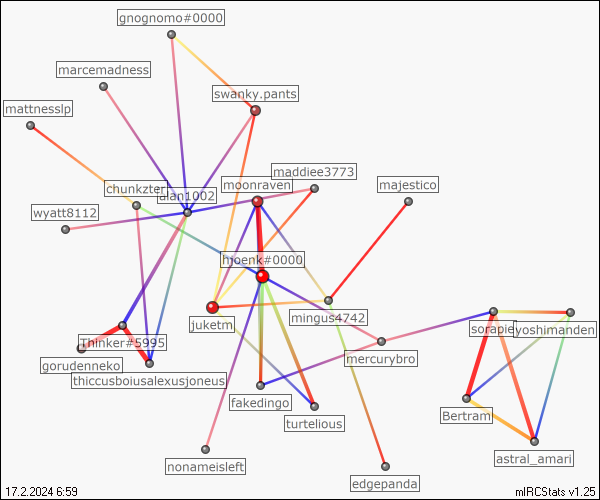 gnognomo#0000
marcemadness
swanky.pants
mattnesslp
maddiee3773
chunkzter
moonraven
majestico
alan1002
wyatt8112
moenk#0000
juketm
mingus4742
sorapie
yoshimanden
Thinker#5995
mercurybro
gorudenneko
thiccusboiusalexusjoneus
fakedingo
Bertram
turtelious
astral_amari
nonameisleft
edgepanda
17.2.2024 6:59
mIRCStats v1.25